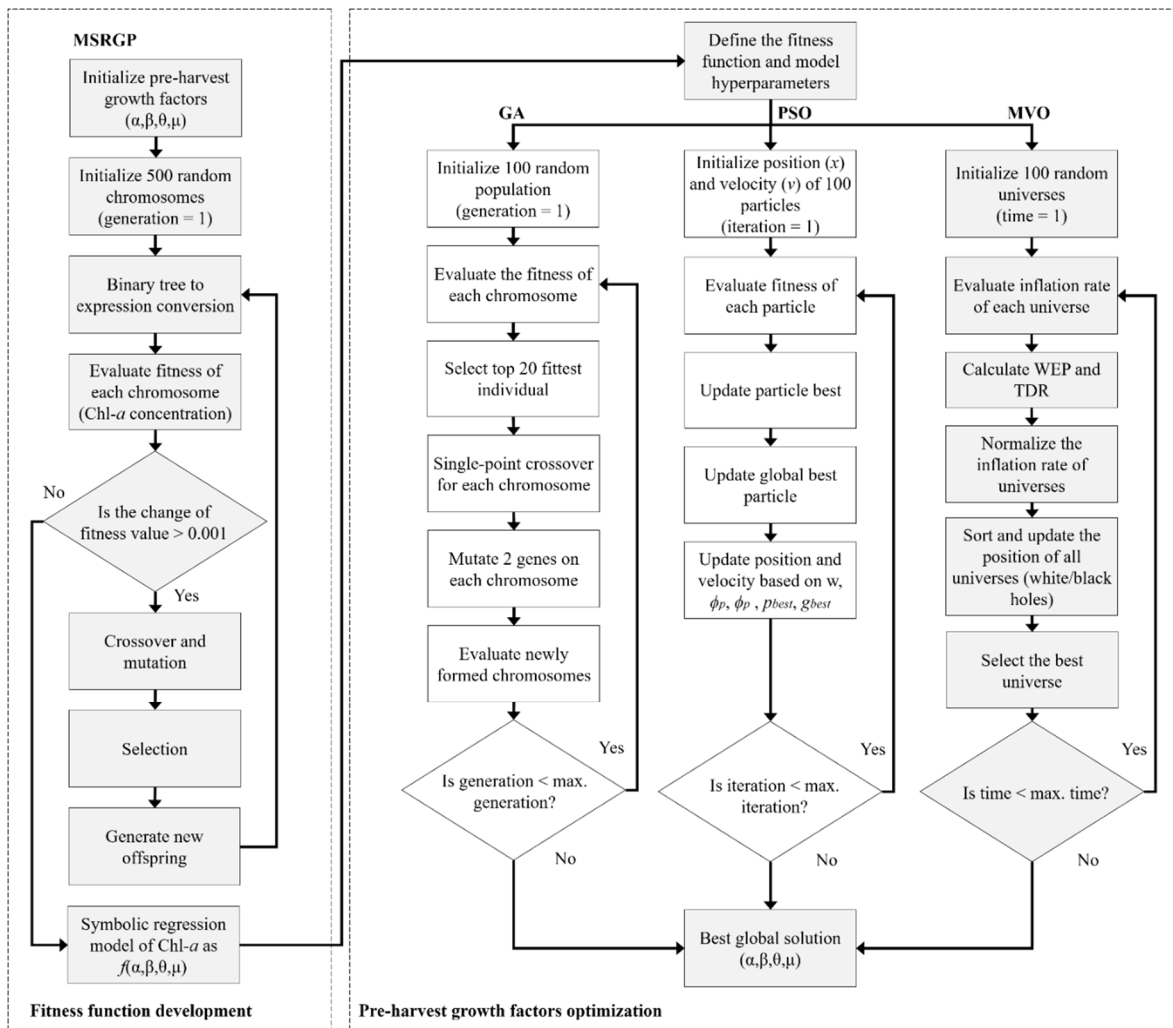 MSRGP
Initialize pre-harvest
growth factors
(α,β,θ,μ)
Initialize 500 random
chromosomes
(generation = 1)
Binary tree to
expression conversion
Evaluate fitness of
each chromosome
(Chl-a concentration)
No
Is the change of
fitness value > 0.001
Yes
Crossover and
mutation
Selection
Generate new
offspring
Symbolic regression
model of Chl-a as
f(α,β,θ,μ)
Fitness function development
Define the fitness
function and model
hyperparameters
GA
PSO
MVO
Initialize 100 random
population
(generation = 1)
Evaluate the fitness of
each chromosome
Select top 20 fittest
individual
Single-point crossover
for each chromosome
Mutate 2 genes on
each chromosome
Evaluate newly
formed chromosomes
Yes
Is generation < max.
generation?
No
Initialize position (x)
and velocity (v) of 100
particles
(iteration = 1)
Evaluate fitness of
each particle
Update particle best
Update global best
particle
Update position and
velocity based on w,
ϕp, ϕp , pbest, gbest
Yes
Is iteration < max.
iteration?
No
Initialize 100 random
universes
(time = 1)
Evaluate inflation rate
of each universe
Calculate WEP and
TDR
Normalize the
inflation rate of
universes
Sort and update the
position of all
universes (white/black
holes)
Select the best
universe
Yes
Is time < max. time?
No
Best global solution
(α,β,θ,μ)
Pre-harvest growth factors optimization